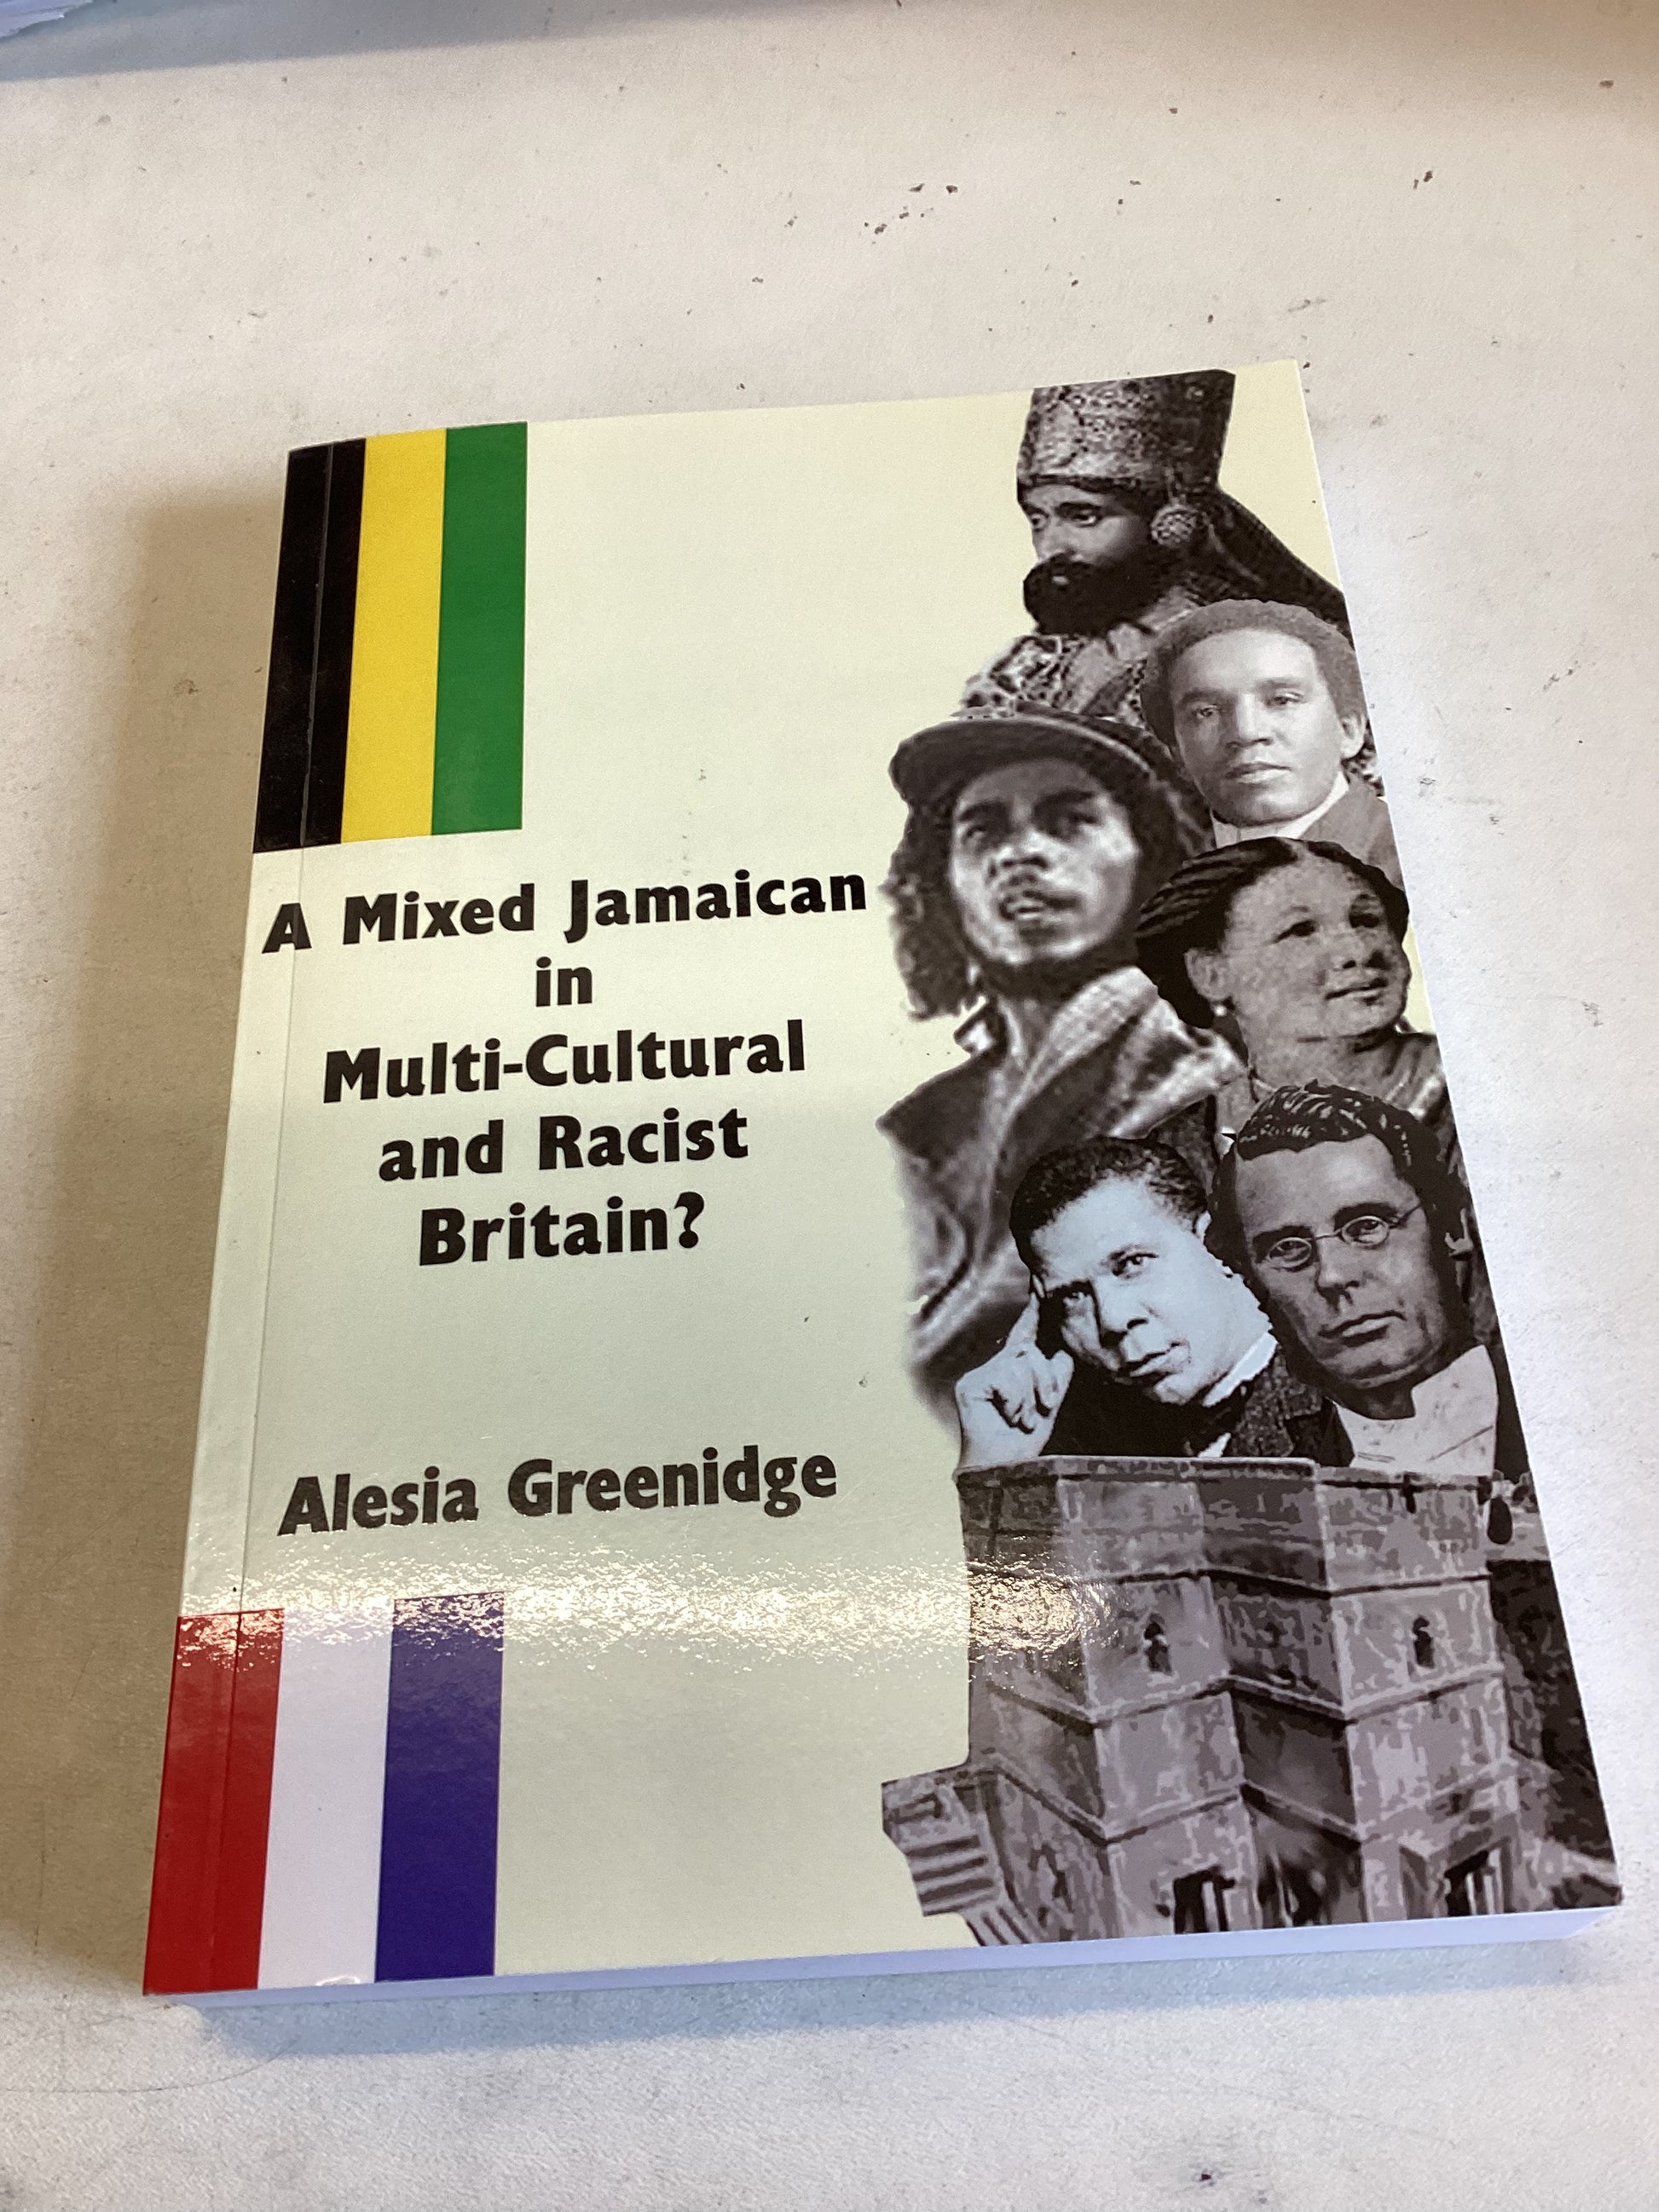 A Mixed Jamaican
in
Multi-Cultural
and Racist
Britain?
Alesia Greenidge